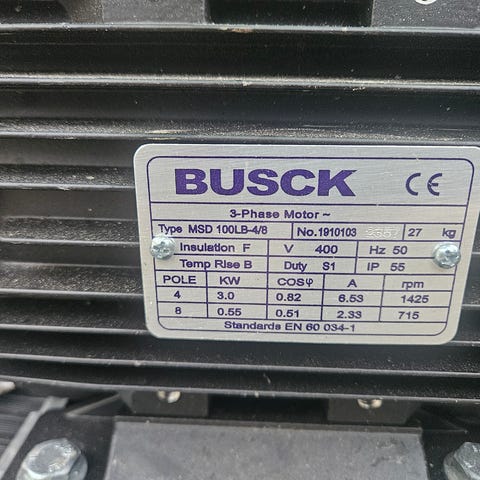 BUSCK CE
3-Phase Motor ~
Type MSD 100LB-4/8 No.1910103 27 kg
Insulation F V 400 Hz 50
Temp Rise B Duty S1 IP 55
POLE KW COSφ A rpm
4 3.0 0.82 6.53 1425
8 0.55 0.51 2.33 715
Standards EN 60 034-1